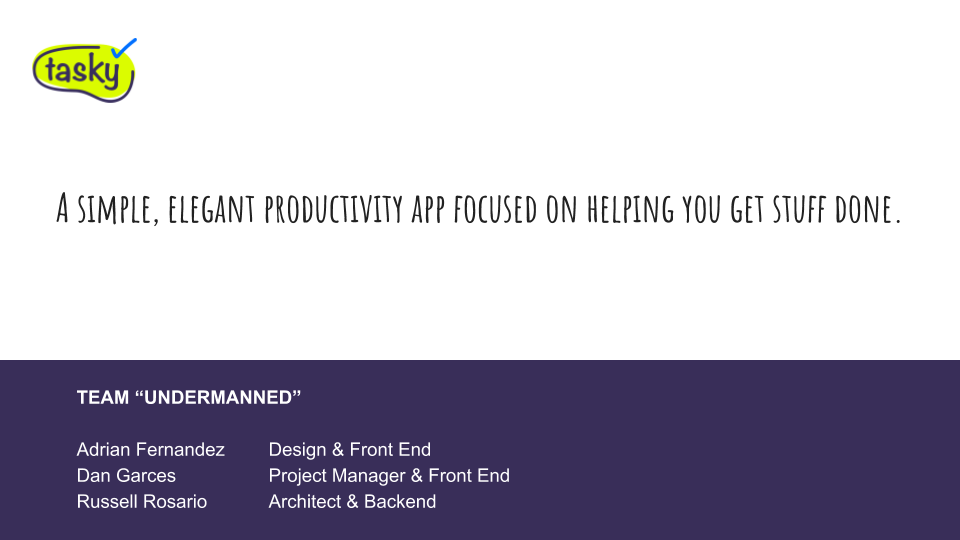 tasky
A simple, elegant productivity app focused on helping you get stuff done.
TEAM “UNDERMANNED”
Adrian Fernandez Design & Front End
Dan Garces Project Manager & Front End
Russell Rosario Architect & Backend